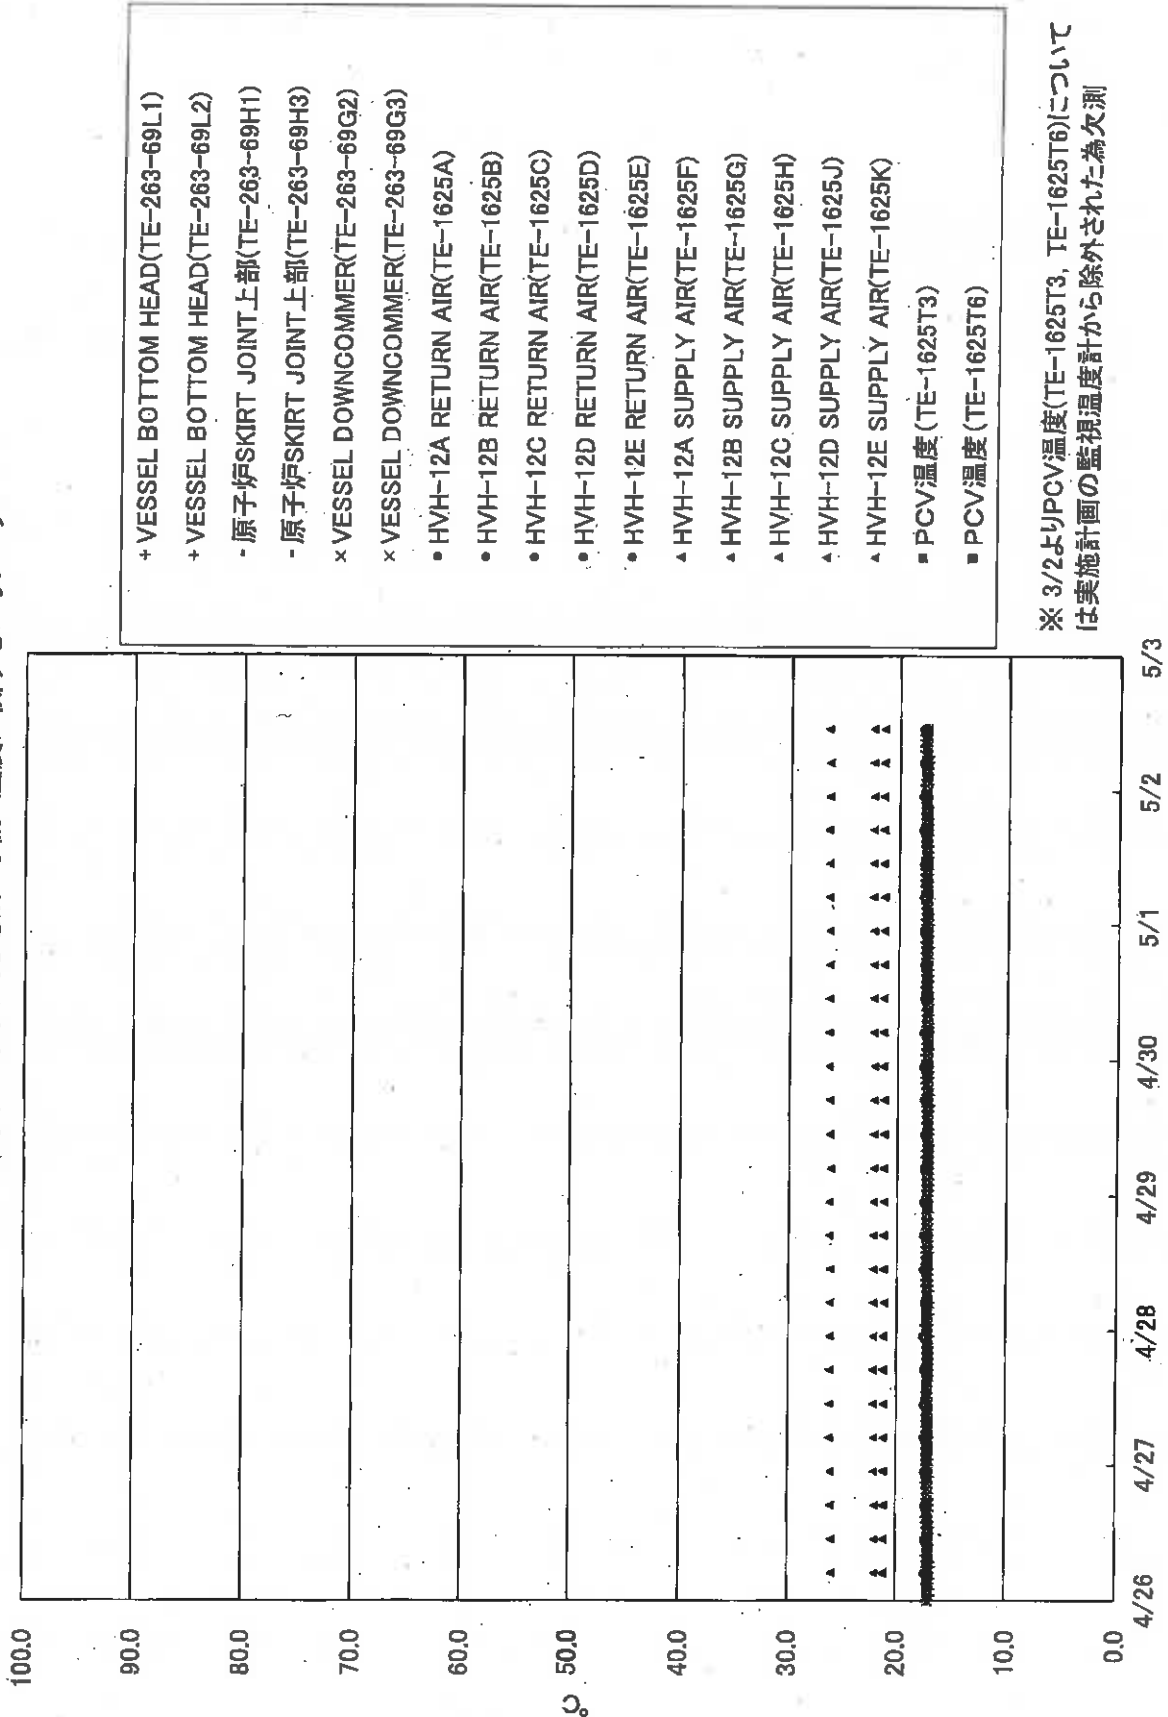 100.0
90.0
80.0
70.0
60.0
50.0
40.0
30.0
20.0
10.0
0.0
℃
4/26
4/27
4/28
4/29
4/30
5/1
5/2
5/3
+ VESSEL BOTTOM HEAD(TE-263-69L1)
+ VESSEL BOTTOM HEAD(TE-263-69L2)
- 原子炉SKIRT JOINT上部(TE-263-69H1)
- 原子炉SKIRT JOINT上部(TE-263-69H3)
× VESSEL DOWNCOMMER(TE-263-69G2)
× VESSEL DOWNCOMMER(TE-263-69G3)
● HVH-12A RETURN AIR(TE-1625A)
● HVH-12B RETURN AIR(TE-1625B)
● HVH-12C RETURN AIR(TE-1625C)
● HVH-12D RETURN AIR(TE-1625D)
● HVH-12E RETURN AIR(TE-1625E)
▲ HVH-12A SUPPLY AIR(TE-1625F)
▲ HVH-12B SUPPLY AIR(TE-1625G)
▲ HVH-12C SUPPLY AIR(TE-1625H)
▲ HVH-12D SUPPLY AIR(TE-1625J)
▲ HVH-12E SUPPLY AIR(TE-1625K)
■ PCV温度(TE-1625T3)
■ PCV温度(TE-1625T6)
※ 3/2よりPCV温度(TE-1625T3, TE-1625T6)について
は実施計画の監視温度計から除外された為欠測